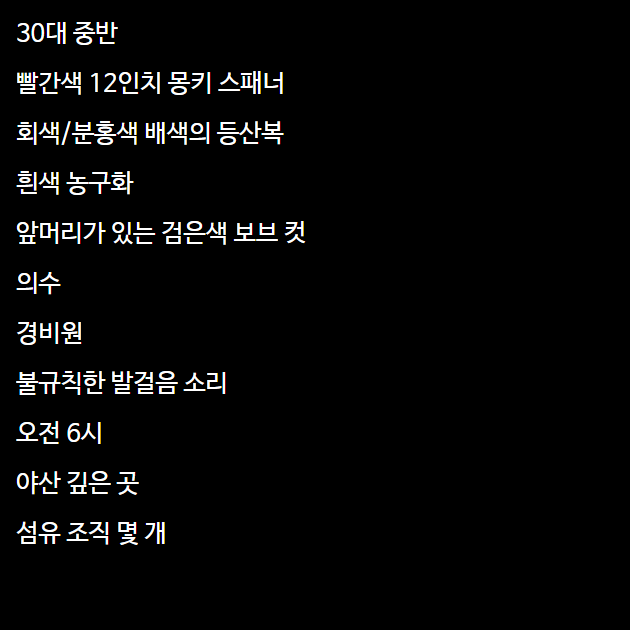 30대 중반
빨간색 12인치 몽키 스패너
회색/분홍색 배색의 등산복
흰색 농구화
앞머리가 있는 검은색 보브 컷
의수
경비원
불규칙한 발걸음 소리
오전 6시
야산 깊은 곳
섬유 조직 몇 개